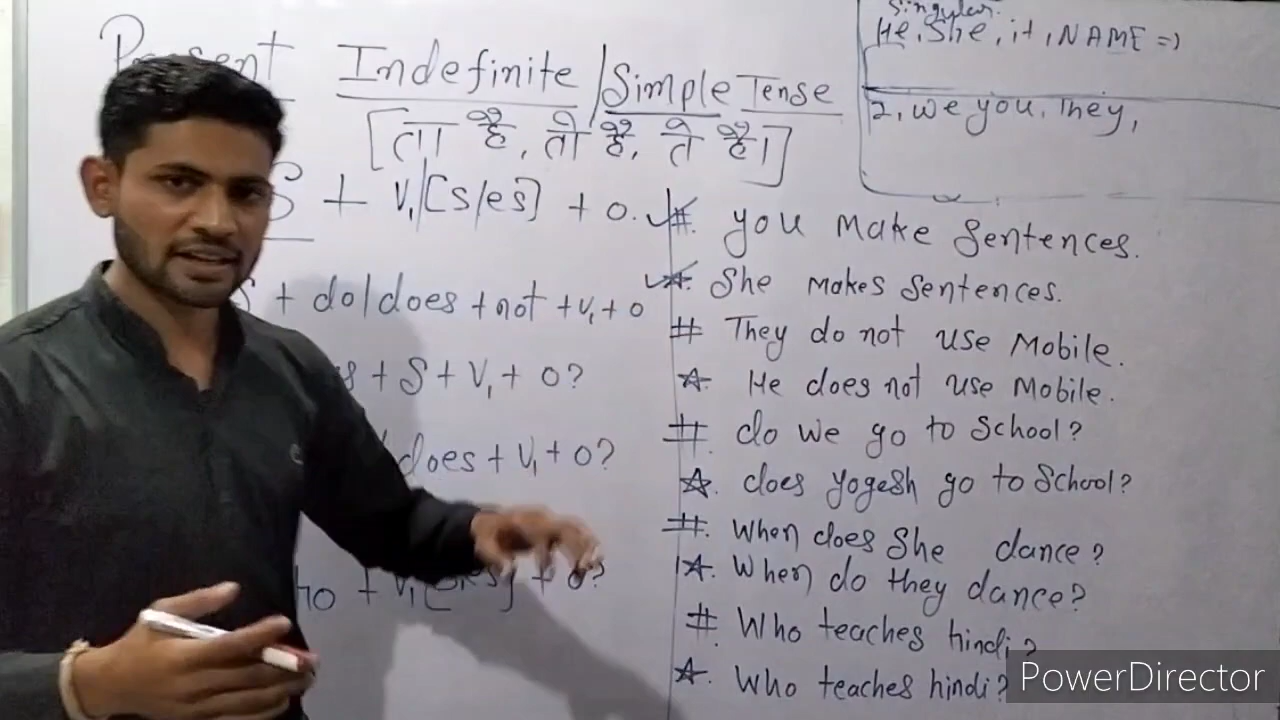 Present Indefinite / Simple Tense
[ता है, ती है, ते है।]
S + V₁/[s/es] + o.
S + do/does + not + V₁ + o
+ S + V₁ + o?
does + V₁ + o?
+ V₁ + o?
Singular.
He, She, it, NAME ⇒
2, we you, They,
#. you make sentences.
☆. She makes sentences.
# They do not use Mobile.
☆. He does not use Mobile.
# do we go to School?
☆. does yogesh go to School?
#. When does She dance?
☆. When do they dance?
#. Who teaches hindi?
☆. Who teaches hindi?
PowerDirector